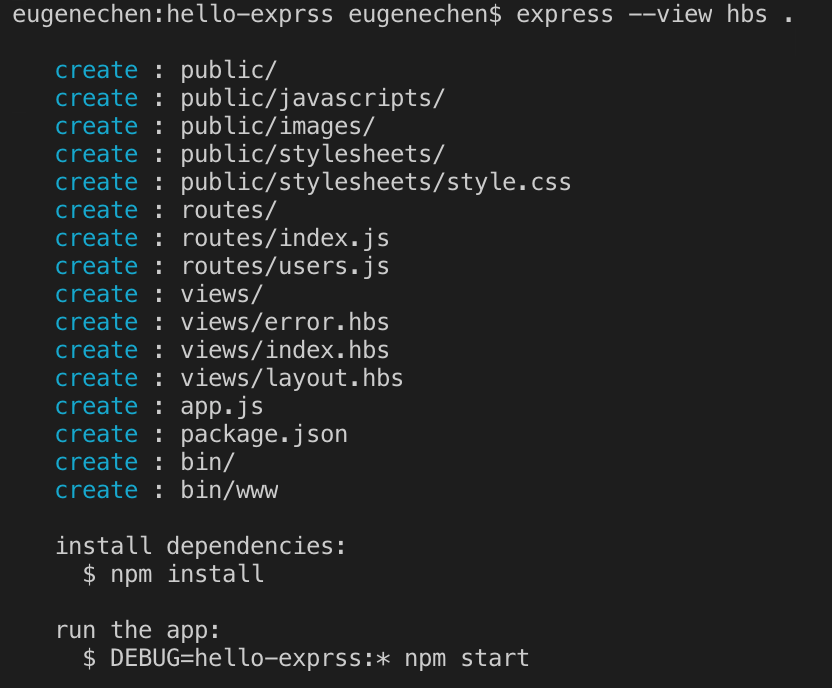 eugenechen:hello-exprss eugenechen$ express --view hbs .
create : public/
create : public/javascripts/
create : public/images/
create : public/stylesheets/
create : public/stylesheets/style.css
create : routes/
create : routes/index.js
create : routes/users.js
create : views/
create : views/error.hbs
create : views/index.hbs
create : views/layout.hbs
create : app.js
create : package.json
create : bin/
create : bin/www
install dependencies:
$ npm install
run the app:
$ DEBUG=hello-exprss:* npm start